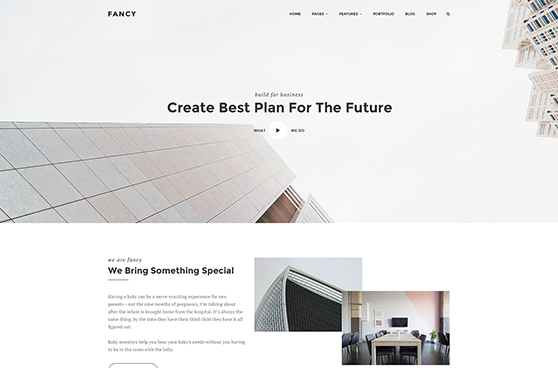 FANCY
HOME PAGES FEATURES PORTFOLIO BLOG SHOP
build for business
Create Best Plan For The Future
WHAT WE DO
we are fancy
We Bring Something Special
Having a baby can be a nerve wracking experience for new
parents – not the nine months of pregnancy, I'm talking about
after the infant is brought home from the hospital. It's always the
same thing, by the time they have their third child they have it all
figured out.
Baby monitors help you hear your baby's needs without you having
to be in the room with the baby.